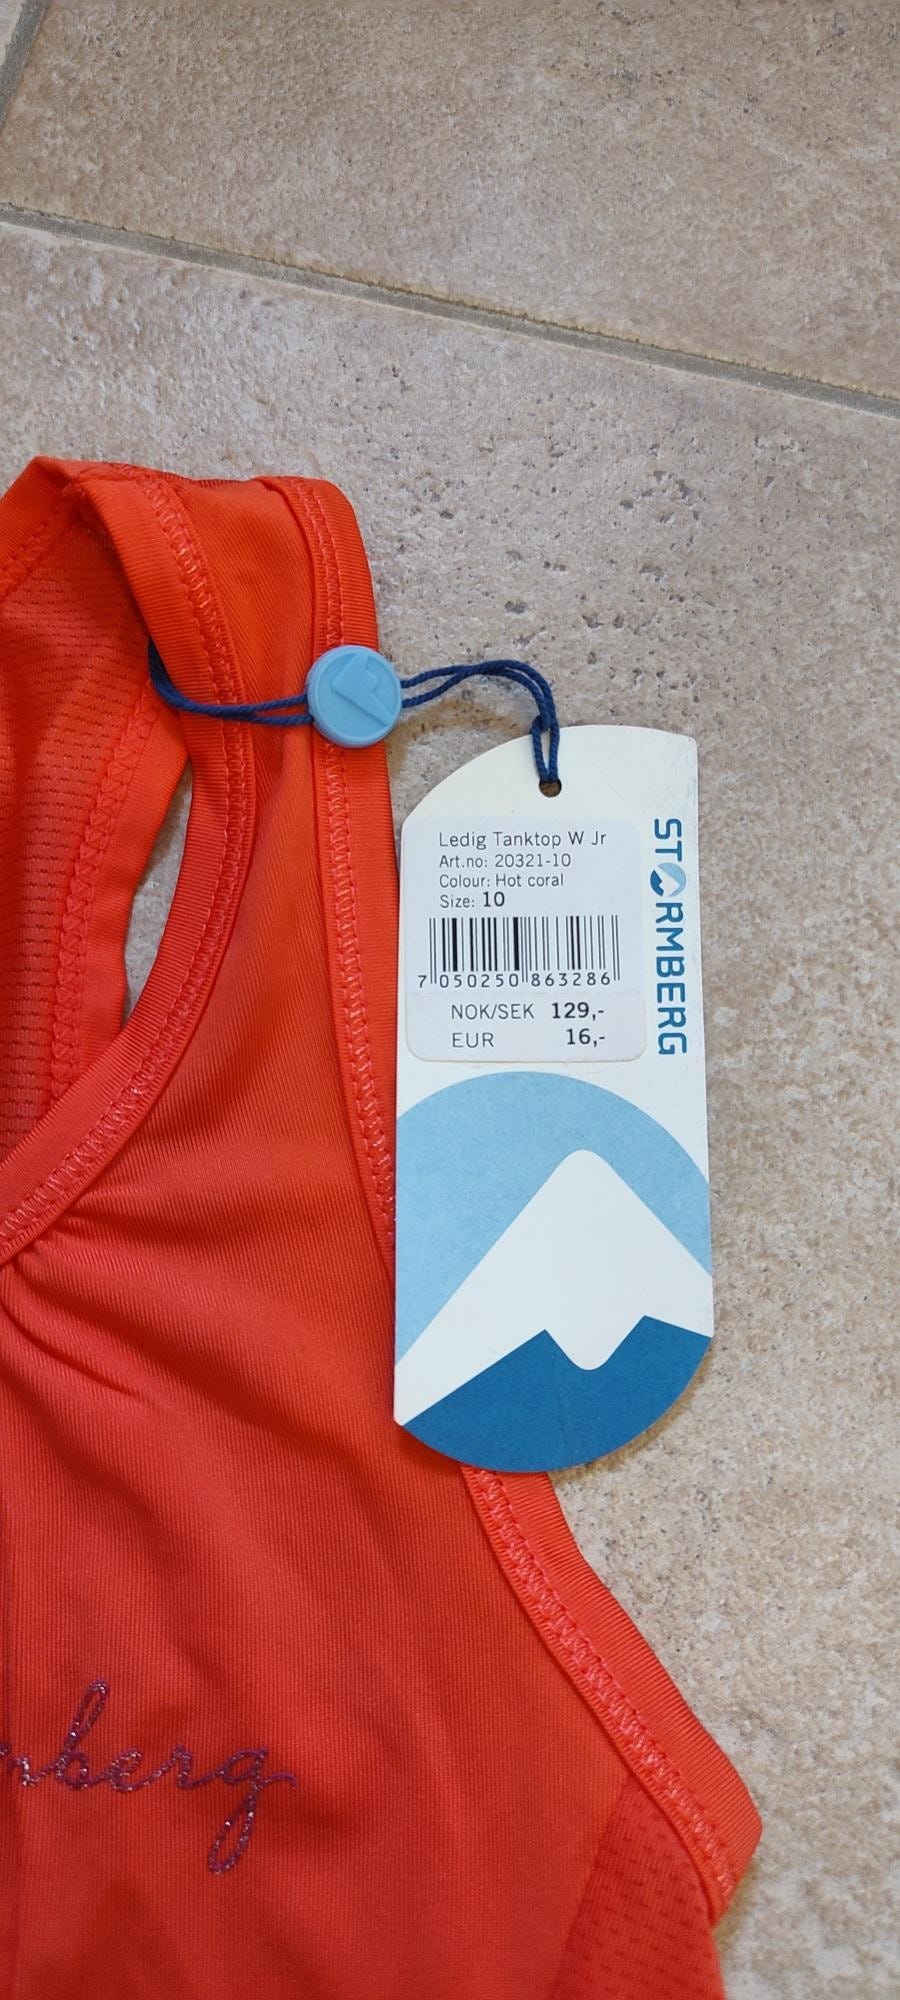 Ledig Tanktop W Jr
Art.no: 20321-10
Colour: Hot coral
Size: 10
7 050250 863286
NOK/SEK 129,-
EUR 16,-
STORMBERG
mberg